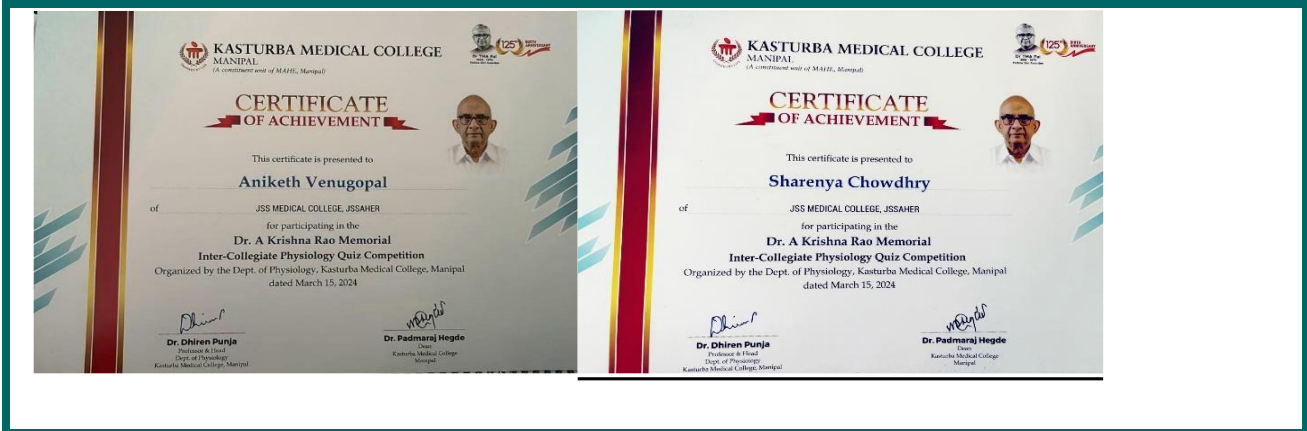 KASTURBA MEDICAL COLLEGE
MANIPAL
(A constituent unit of MAHE, Manipal)
125
CERTIFICATE
OF ACHIEVEMENT
This certificate is presented to
Aniketh Venugopal
of JSS MEDICAL COLLEGE, JSSAHER
for participating in the
Dr. A Krishna Rao Memorial
Inter-Collegiate Physiology Quiz Competition
Organized by the Dept. of Physiology, Kasturba Medical College, Manipal
dated March 15, 2024
Dr. Dhiren Punja
Professor & Head
Dept. of Physiology
Kasturba Medical College, Manipal
Dr. Padmaraj Hegde
Dean
Kasturba Medical College
Manipal
KASTURBA MEDICAL COLLEGE
MANIPAL
(A constituent unit of MAHE, Manipal)
125
CERTIFICATE
OF ACHIEVEMENT
This certificate is presented to
Sharenya Chowdhry
of JSS MEDICAL COLLEGE, JSSAHER
for participating in the
Dr. A Krishna Rao Memorial
Inter-Collegiate Physiology Quiz Competition
Organized by the Dept. of Physiology, Kasturba Medical College, Manipal
dated March 15, 2024
Dr. Dhiren Punja
Professor & Head
Dept. of Physiology
Kasturba Medical College, Manipal
Dr. Padmaraj Hegde
Dean
Kasturba Medical College
Manipal